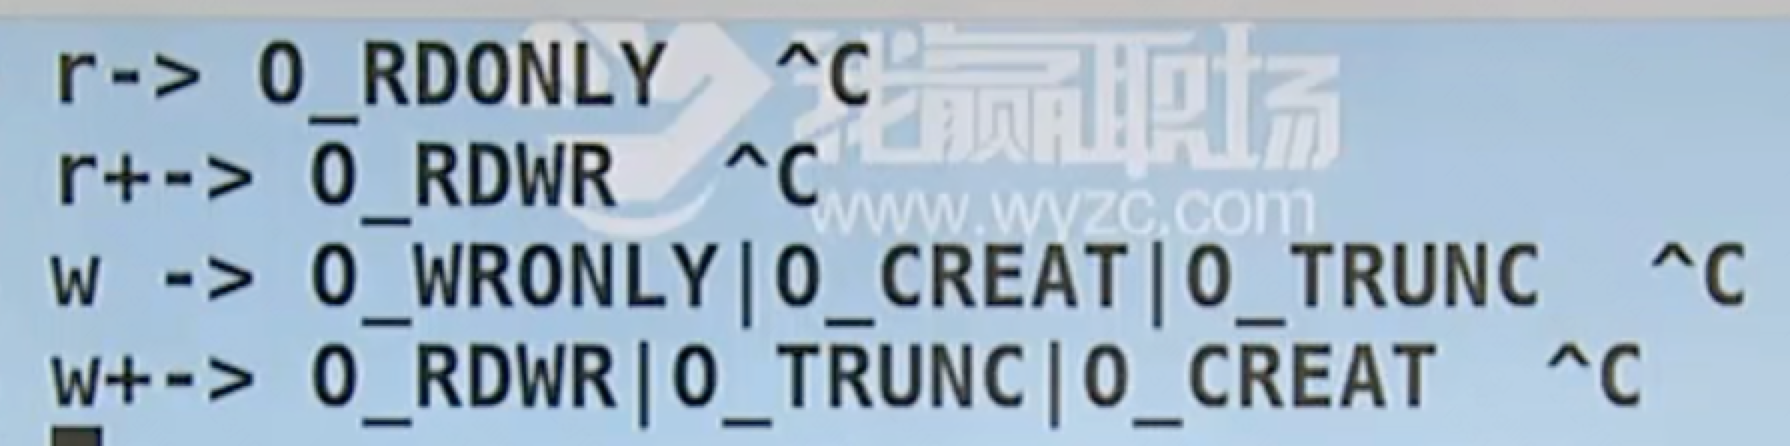 r-> O_RDONLY  ^C
r+-> O_RDWR  ^C
w -> O_WRONLY|O_CREAT|O_TRUNC  ^C
w+-> O_RDWR|O_TRUNC|O_CREAT  ^C
我赢职场
www.wyzc.com